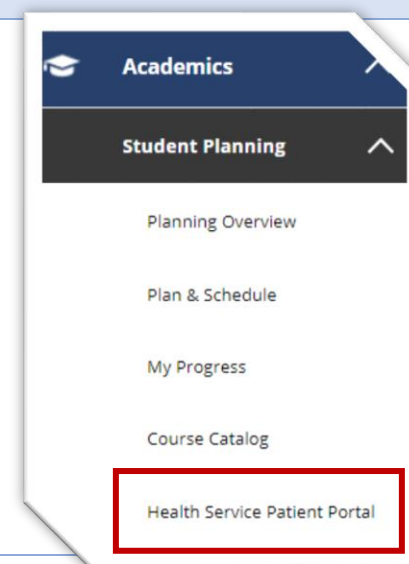 Academics
Student Planning
Planning Overview
Plan & Schedule
My Progress
Course Catalog
Health Service Patient Portal